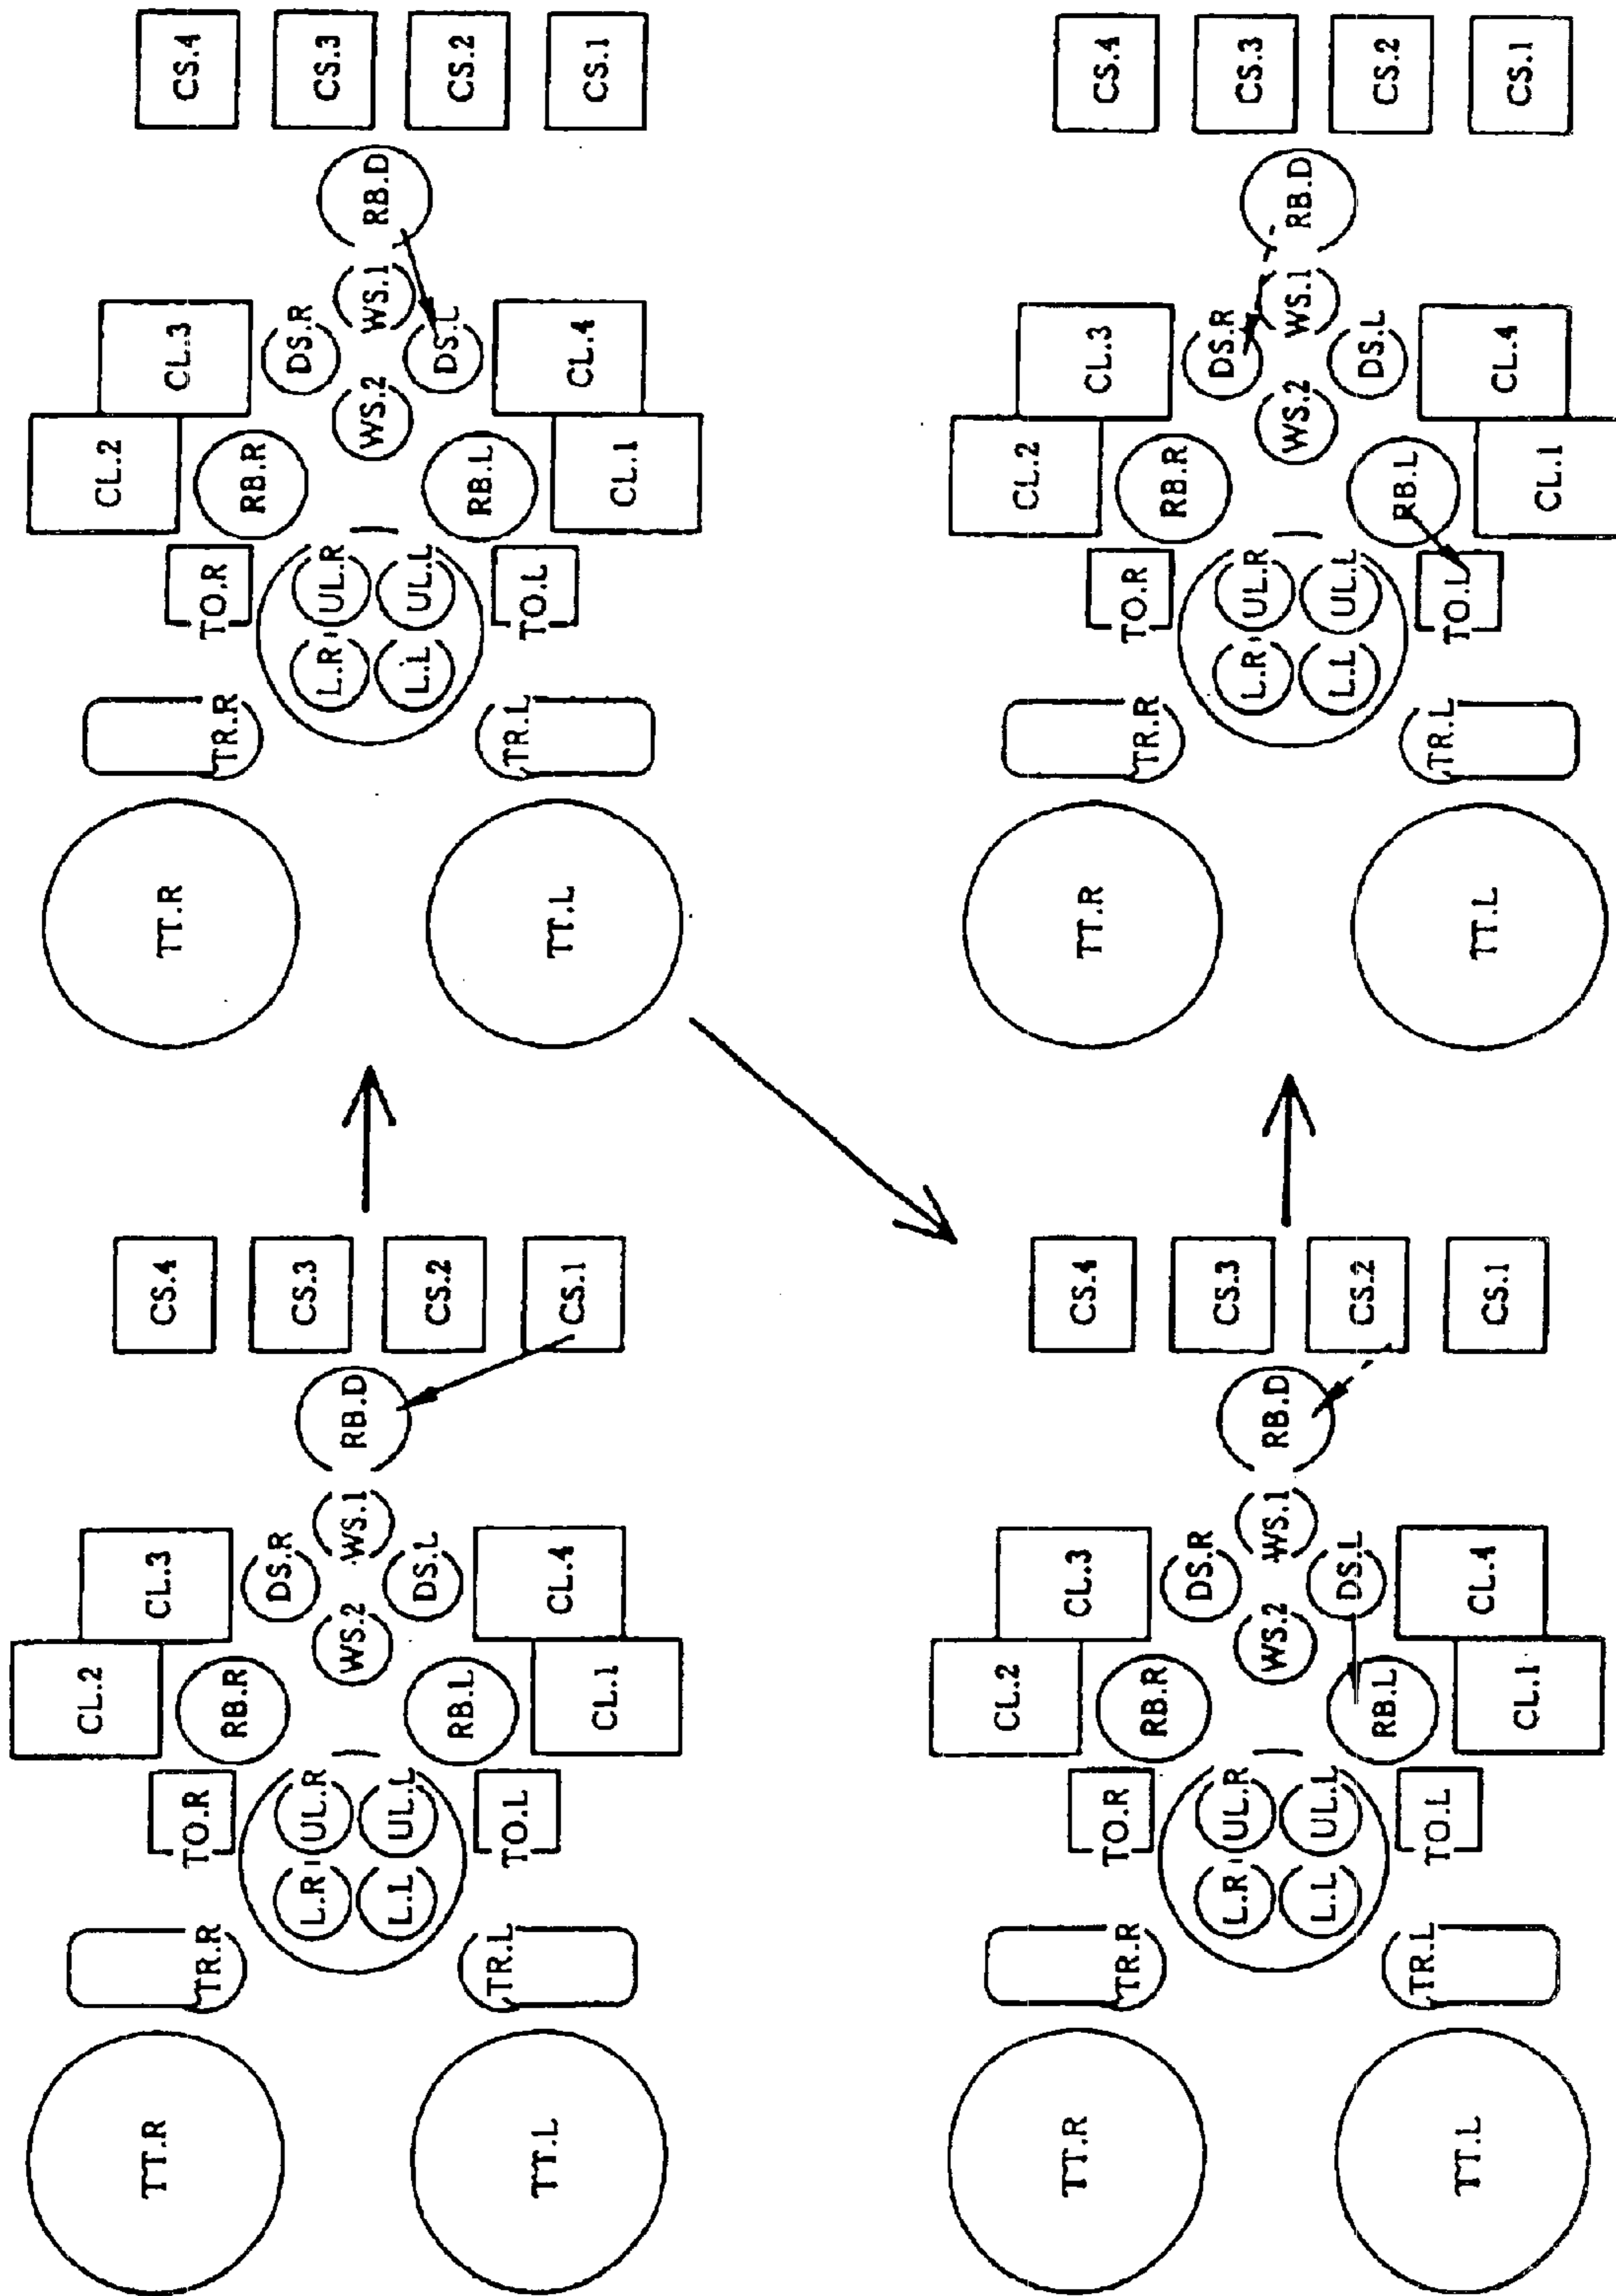 CL.2
CL.3
TT.R
CS.4
TO.R
TR.R
RB.R
DS.R
CS.3
L.R
UL.R
WS.2
WS.1
RB.D
L.L
UL.L
DS.L
CS.2
RB.L
TR.L
TO.L
TT.L
CL.4
CS.1
CL.1
CL.2
CL.3
TT.R
CS.4
TO.R
TR.R
RB.R
DS.R
CS.3
L.R
UL.R
WS.2
WS.1
RB.D
L.L
UL.L
DS.L
CS.2
RB.L
TR.L
TO.L
TT.L
CL.4
CS.1
CL.1
CL.2
CL.3
TT.R
CS.4
TO.R
TR.R
RB.R
DS.R
CS.3
L.R
UL.R
WS.2
WS.1
RB.D
L.L
UL.L
DS.L
CS.2
RB.L
TR.L
TO.L
TT.L
CL.4
CS.1
CL.1
CL.2
CL.3
TT.R
CS.4
TO.R
TR.R
RB.R
DS.R
CS.3
L.R
UL.R
WS.2
WS.1
RB.D
L.L
UL.L
DS.L
CS.2
RB.L
TR.L
TO.L
TT.L
CL.4
CS.1
CL.1